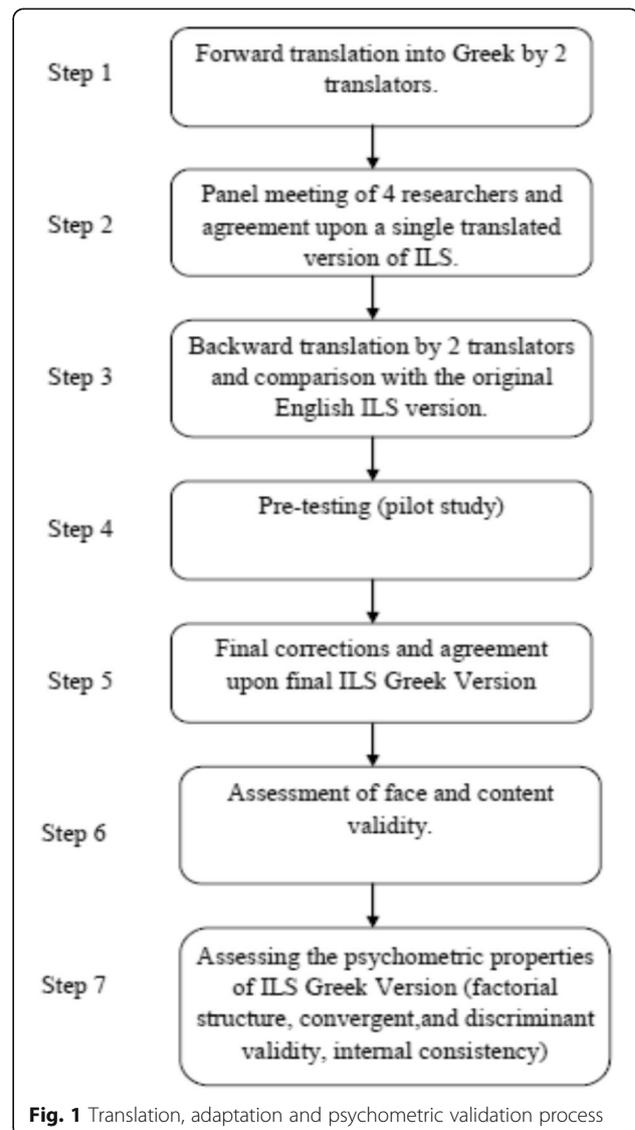 Step 1
Forward translation into Greek by 2
translators.
Step 2
Panel meeting of 4 researchers and
agreement upon a single translated
version of ILS.
Step 3
Backward translation by 2 translators
and comparison with the original
English ILS version.
Step 4
Pre-testing (pilot study)
Step 5
Final corrections and agreement
upon final ILS Greek Version
Step 6
Assessment of face and content
validity.
Step 7
Assessing the psychometric properties
of ILS Greek Version (factorial
structure, convergent,and discriminant
validity, internal consistency)
Fig. 1 Translation, adaptation and psychometric validation process